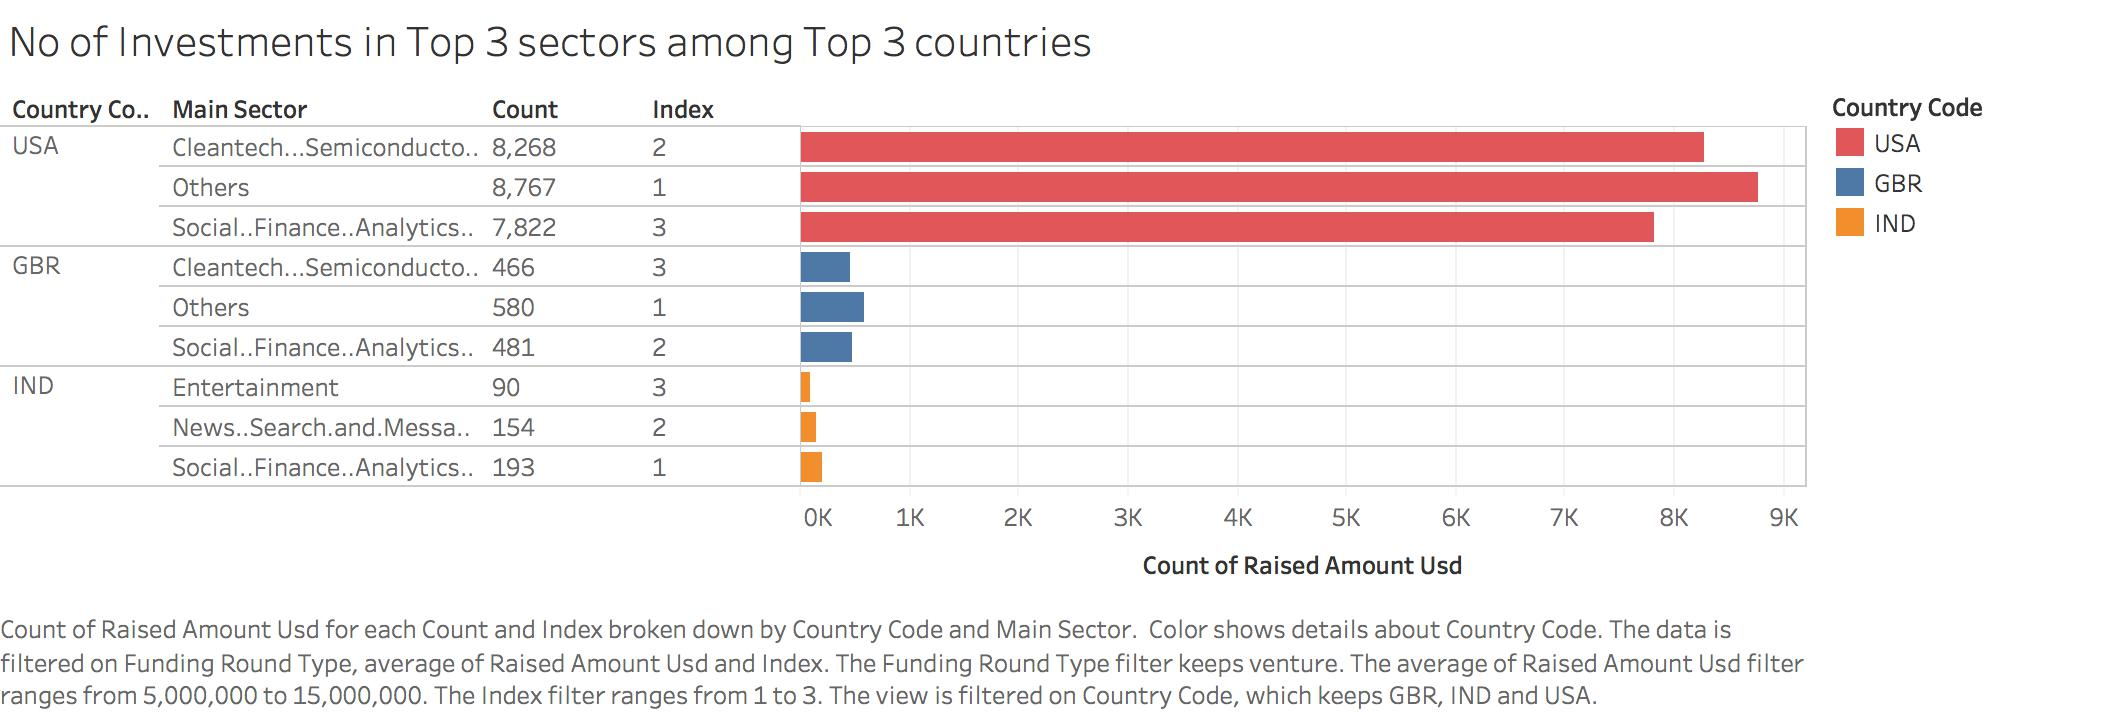 No of Investments in Top 3 sectors among Top 3 countries
Country Co.. Main Sector Count Index
USA Cleantech...Semiconducto.. 8,268 2
Others 8,767 1
Social..Finance..Analytics.. 7,822 3
GBR Cleantech...Semiconducto.. 466 3
Others 580 1
Social..Finance..Analytics.. 481 2
IND Entertainment 90 3
News..Search.and.Messa.. 154 2
Social..Finance..Analytics.. 193 1
0K 1K 2K 3K 4K 5K 6K 7K 8K 9K
Count of Raised Amount Usd
Country Code
USA
GBR
IND
Count of Raised Amount Usd for each Count and Index broken down by Country Code and Main Sector.  Color shows details about Country Code. The data is
filtered on Funding Round Type, average of Raised Amount Usd and Index. The Funding Round Type filter keeps venture. The average of Raised Amount Usd filter
ranges from 5,000,000 to 15,000,000. The Index filter ranges from 1 to 3. The view is filtered on Country Code, which keeps GBR, IND and USA.